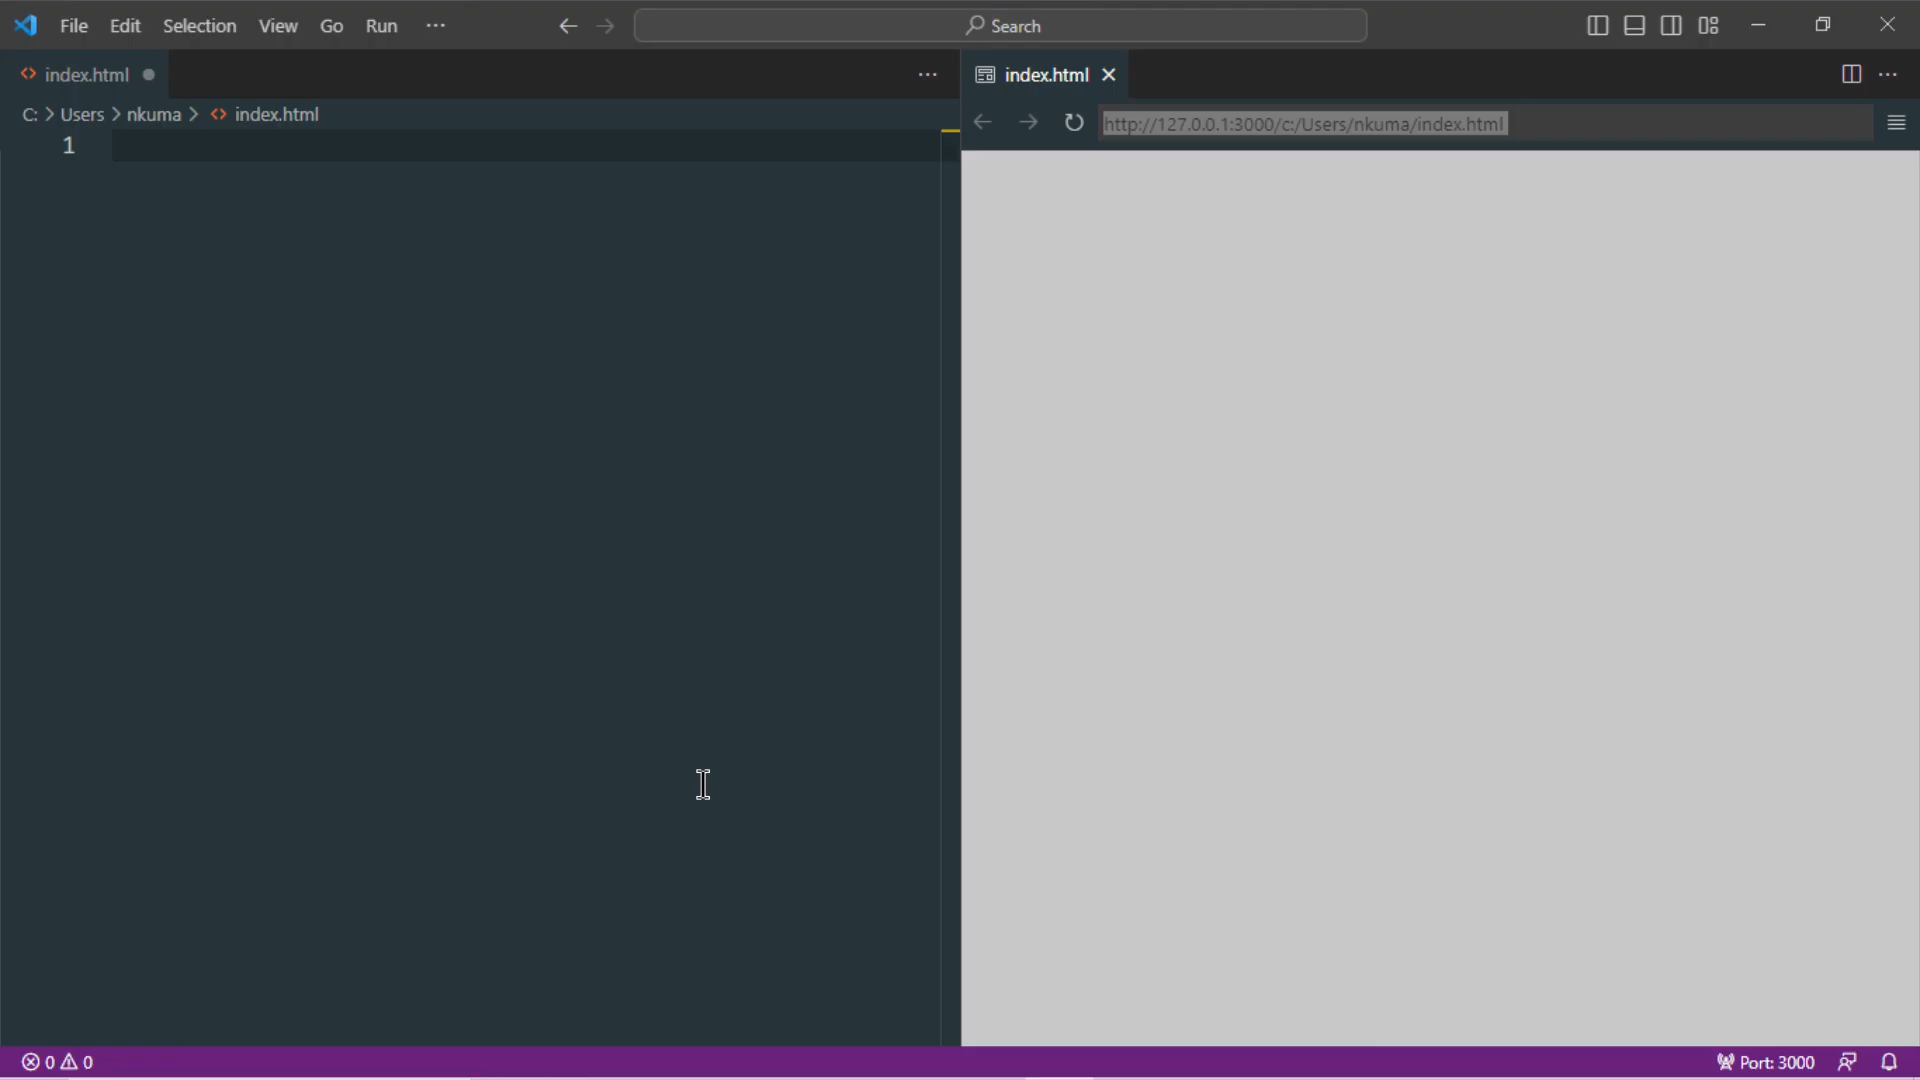 File Edit Selection View Go Run ··· Search
index.html ··· index.html ···
C: > Users > nkuma > index.html
http://127.0.0.1:3000/c:/Users/nkuma/index.html
1
0 0 Port: 3000